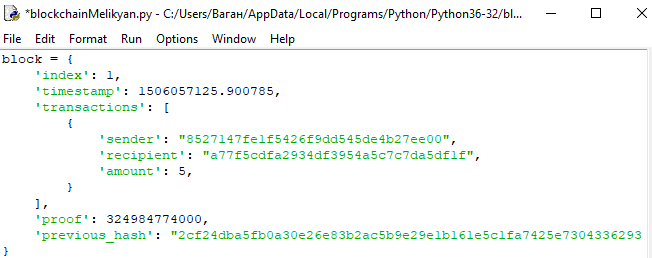 *blockchainMelikyan.py - C:/Users/Ваган/AppData/Local/Programs/Python/Python36-32/bl...
File Edit Format Run Options Window Help
block = {
    'index': 1,
    'timestamp': 1506057125.900785,
    'transactions': [
        {
            'sender': "8527147fe1f5426f9dd545de4b27ee00",
            'recipient': "a77f5cdfa2934df3954a5c7c7da5df1f",
            'amount': 5,
        }
    ],
    'proof': 324984774000,
    'previous_hash': "2cf24dba5fb0a30e26e83b2ac5b9e29e1b161e5c1fa7425e7304336293
}